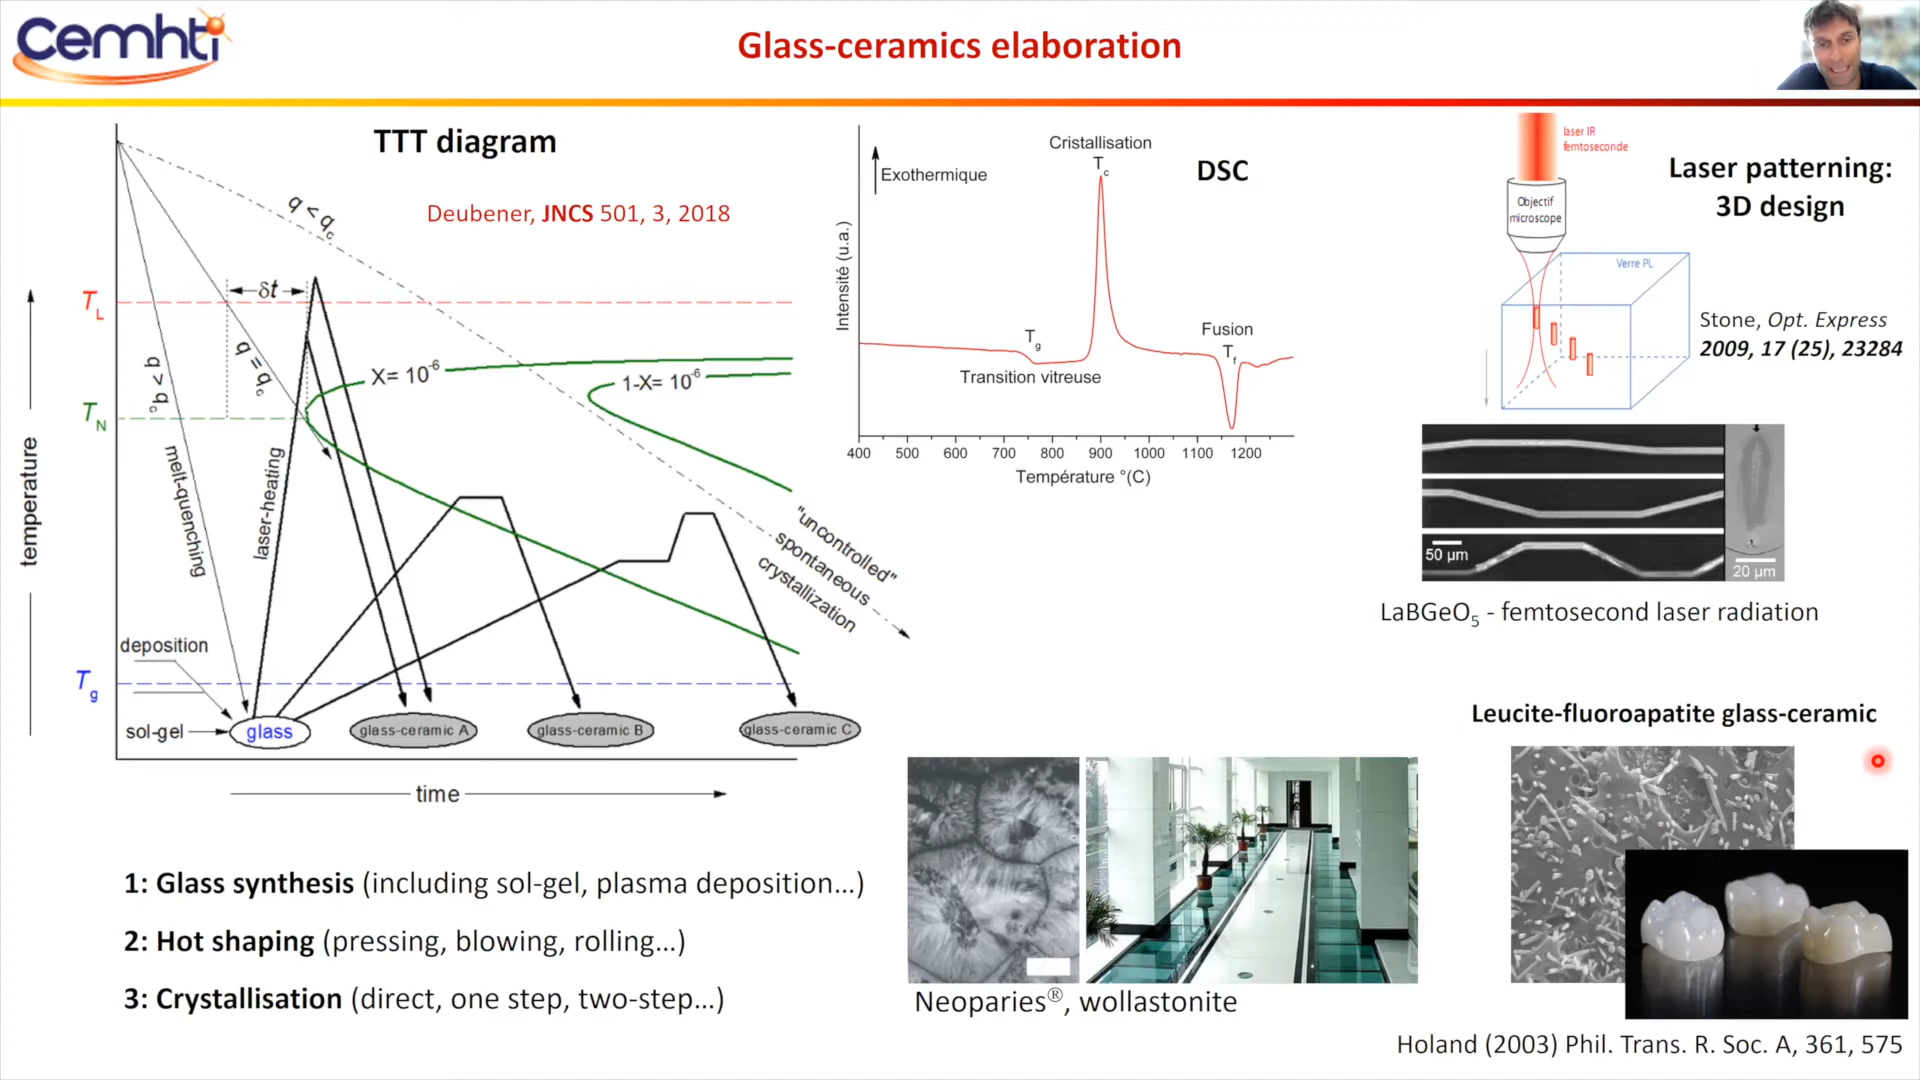 Cemhti
Glass-ceramics elaboration
TTT diagram
Deubener, JNCS 501, 3, 2018
q < qc
TL
δt
q > qc
q = qc
X= 10-6
1-X= 10-6
TN
temperature
melt-quenching
laser-heating
"uncontrolled"
spontaneous
crystallization
deposition
Tg
sol-gel
glass
glass-ceramic A
glass-ceramic B
glass-ceramic C
time
1: Glass synthesis (including sol-gel, plasma deposition...)
2: Hot shaping (pressing, blowing, rolling...)
3: Crystallisation (direct, one step, two-step...)
DSC
Exothermique
Cristallisation
Tc
Intensité (u.a.)
Tg
Transition vitreuse
Fusion
Tf
400 500 600 700 800 900 1000 1100 1200
Température °(C)
laser IR
femtoseconde
Objectif
microscope
Verre PL
Laser patterning:
3D design
Stone, Opt. Express
2009, 17 (25), 23284
50 µm
20 µm
LaBGeO5 - femtosecond laser radiation
Neoparies®, wollastonite
Leucite-fluoroapatite glass-ceramic
Holand (2003) Phil. Trans. R. Soc. A, 361, 575